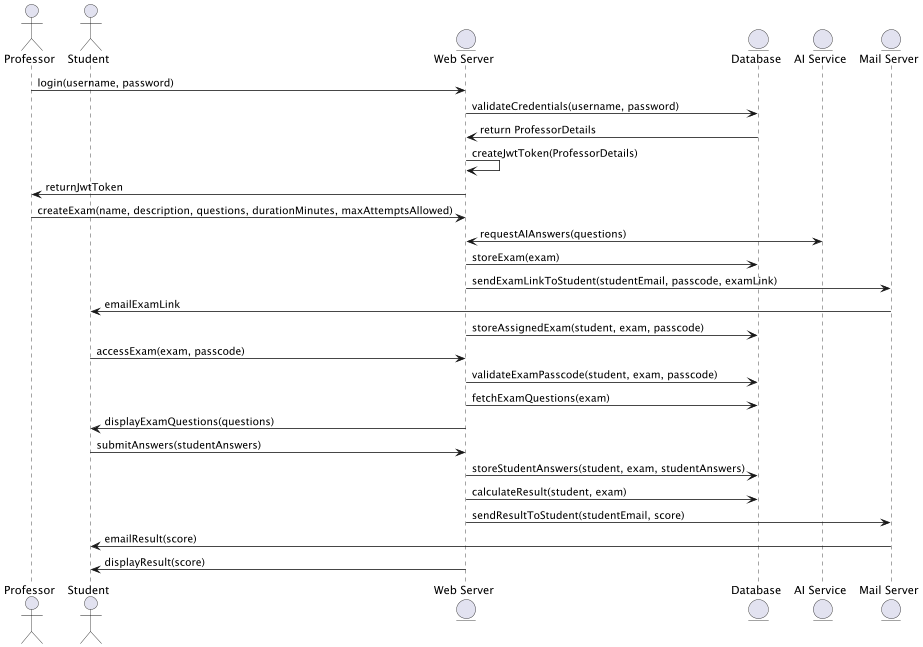 Professor Student Web Server Database AI Service Mail Server
login(username, password)
validateCredentials(username, password)
return ProfessorDetails
createJwtToken(ProfessorDetails)
returnJwtToken
createExam(name, description, questions, durationMinutes, maxAttemptsAllowed)
requestAIAnswers(questions)
storeExam(exam)
sendExamLinkToStudent(studentEmail, passcode, examLink)
emailExamLink
storeAssignedExam(student, exam, passcode)
accessExam(exam, passcode)
validateExamPasscode(student, exam, passcode)
fetchExamQuestions(exam)
displayExamQuestions(questions)
submitAnswers(studentAnswers)
storeStudentAnswers(student, exam, studentAnswers)
calculateResult(student, exam)
sendResultToStudent(studentEmail, score)
emailResult(score)
displayResult(score)
Professor Student Web Server Database AI Service Mail Server